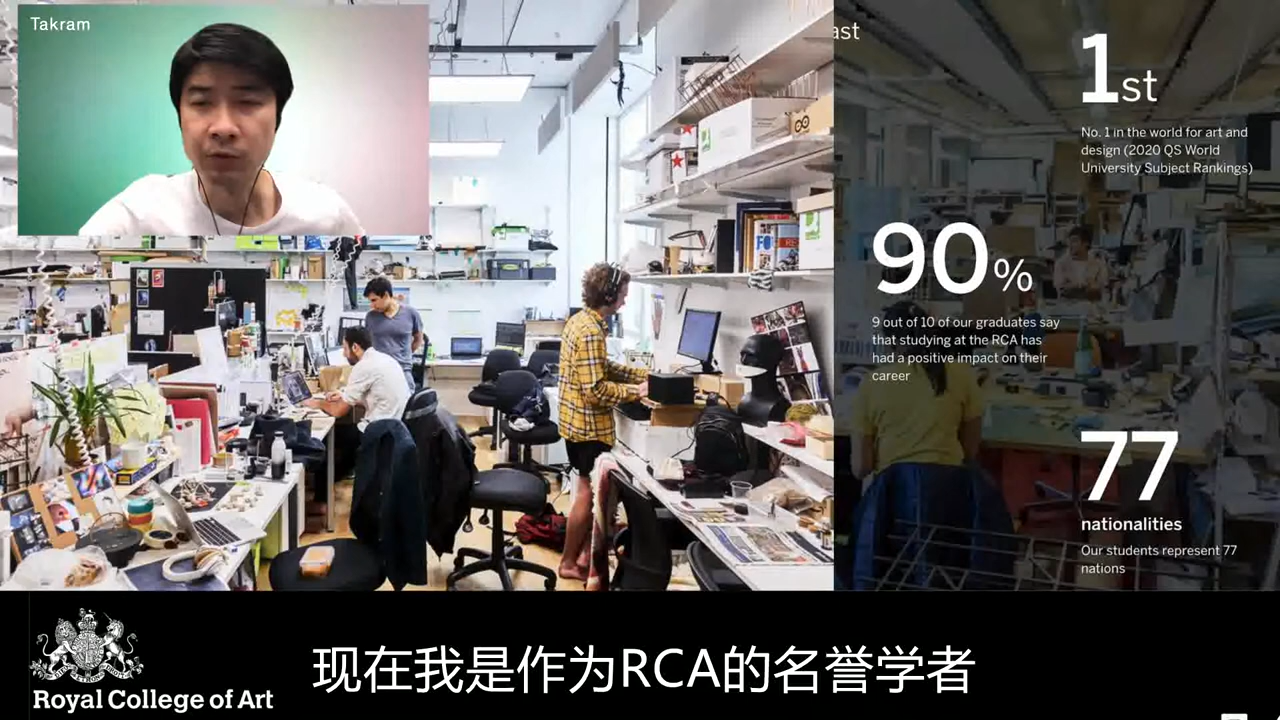 Takram
ast
1st
No. 1 in the world for art and
design (2020 QS World
University Subject Rankings)
90%
9 out of 10 of our graduates say
that studying at the RCA has
had a positive impact on their
career
77
nationalities
Our students represent 77
nations
Royal College of Art
现在我是作为RCA的名誉学者